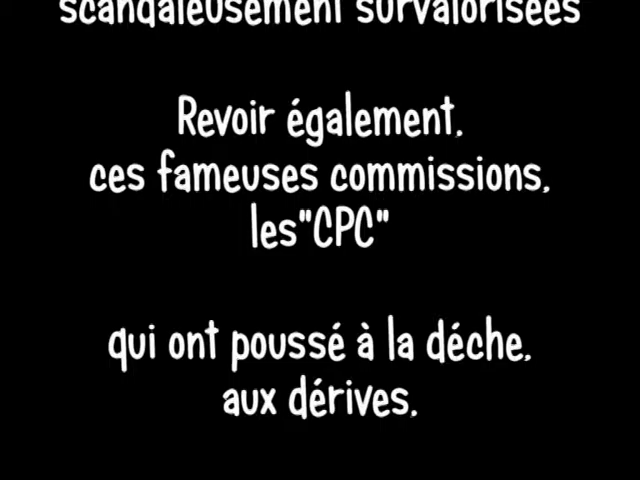 scandaleusement survalorisées
Revoir également,
ces fameuses commissions,
les"CPC"
qui ont poussé à la déche,
aux dérives,